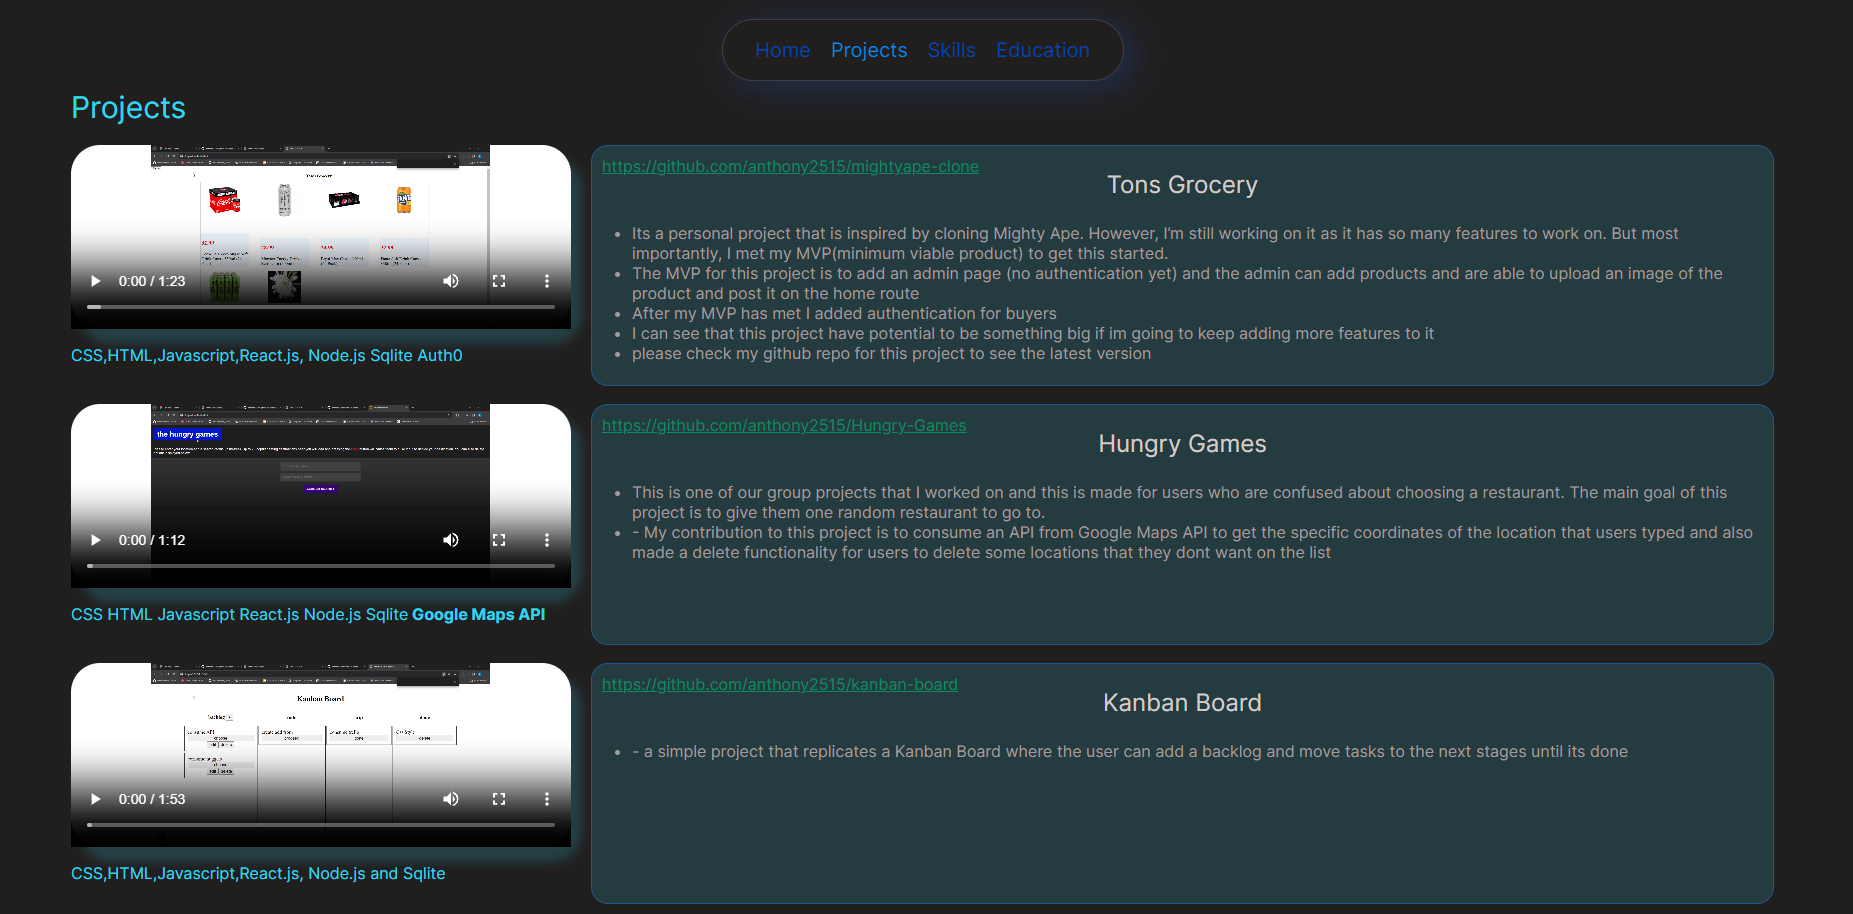 Home Projects Skills Education
Projects
https://github.com/anthony2515/mightyape-clone
Tons Grocery
Its a personal project that is inspired by cloning Mighty Ape. However, I'm still working on it as it has so many features to work on. But most
importantly, I met my MVP(minimum viable product) to get this started.
The MVP for this project is to add an admin page (no authentication yet) and the admin can add products and are able to upload an image of the
product and post it on the home route
After my MVP has met I added authentication for buyers
I can see that this project have potential to be something big if im going to keep adding more features to it
please check my github repo for this project to see the latest version
0:00 / 1:23
CSS,HTML,Javascript,React.js, Node.js Sqlite Auth0
the hungry games
0:00 / 1:12
CSS HTML Javascript React.js Node.js Sqlite Google Maps API
https://github.com/anthony2515/Hungry-Games
Hungry Games
This is one of our group projects that I worked on and this is made for users who are confused about choosing a restaurant. The main goal of this
project is to give them one random restaurant to go to.
- My contribution to this project is to consume an API from Google Maps API to get the specific coordinates of the location that users typed and also
made a delete functionality for users to delete some locations that they dont want on the list
Kanban Board
0:00 / 1:53
CSS,HTML,Javascript,React.js, Node.js and Sqlite
https://github.com/anthony2515/kanban-board
Kanban Board
- a simple project that replicates a Kanban Board where the user can add a backlog and move tasks to the next stages until its done